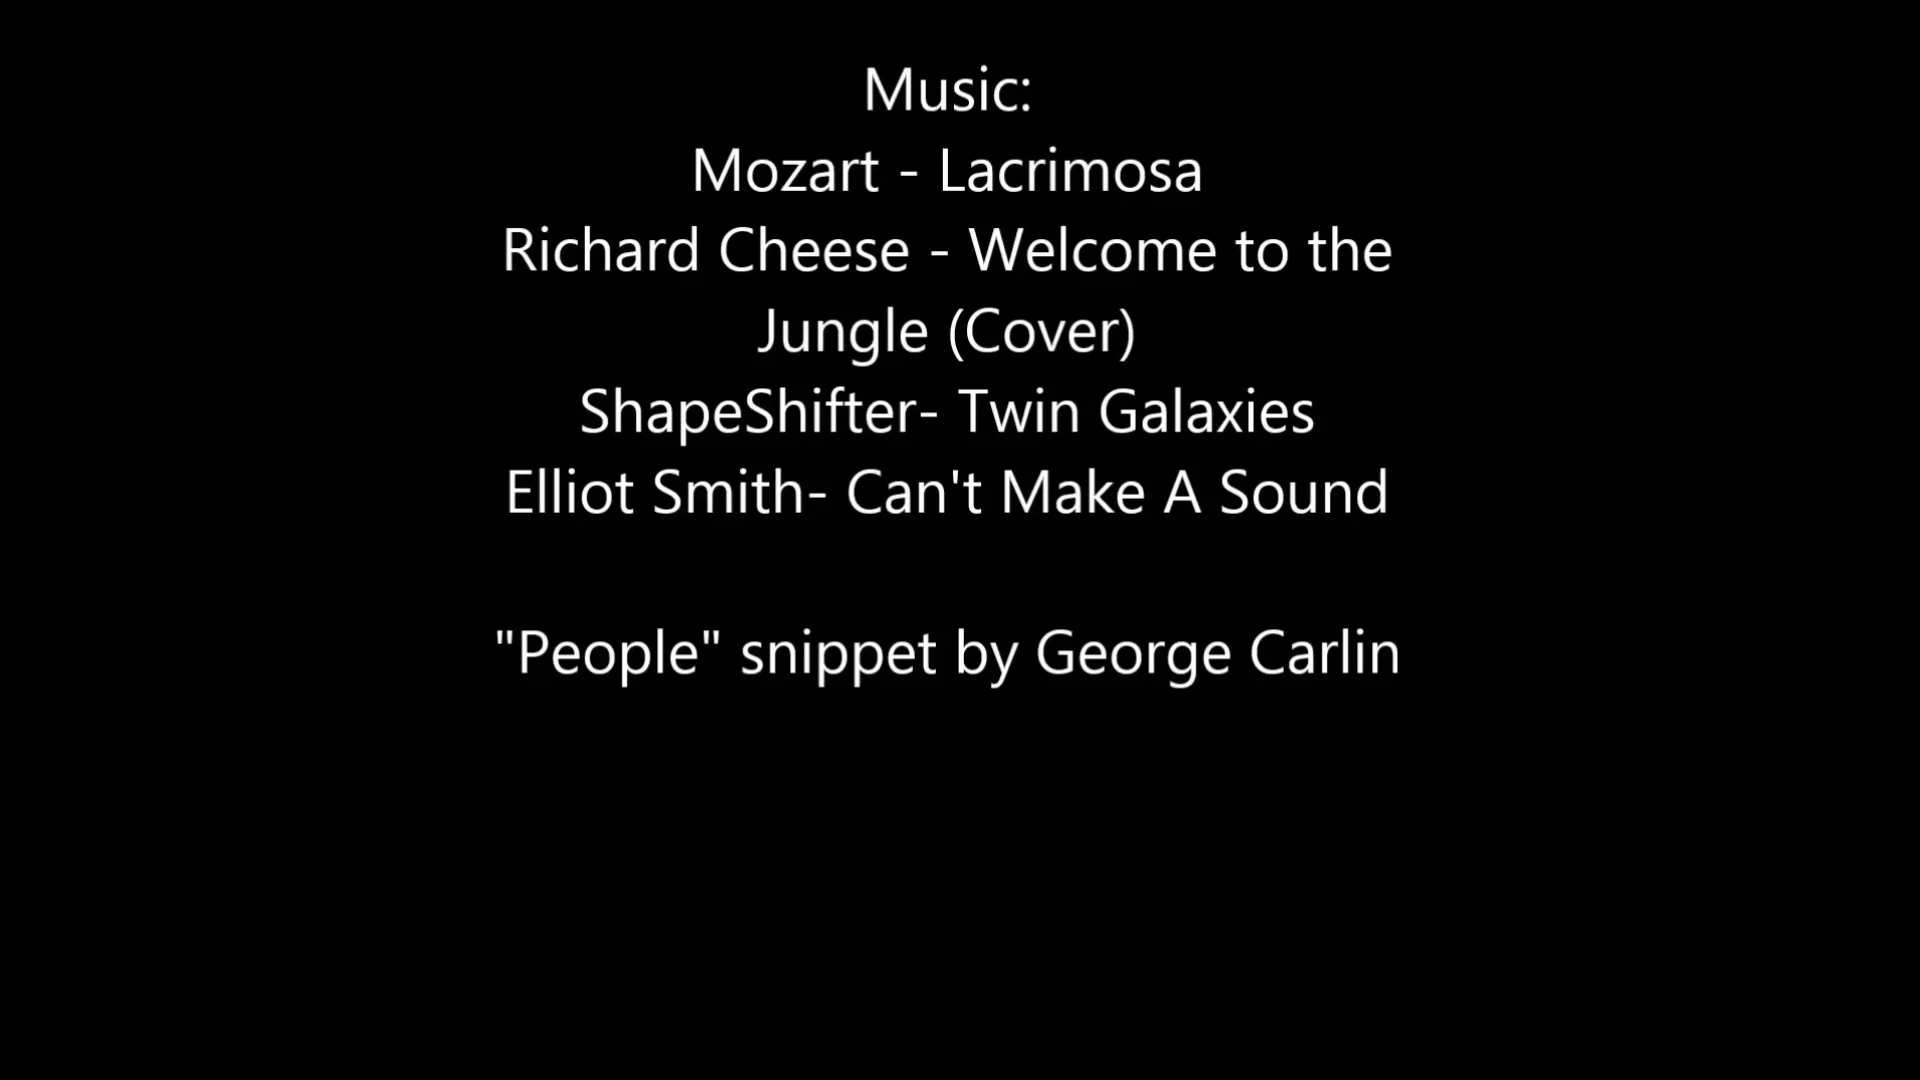 Music:
Mozart - Lacrimosa
Richard Cheese - Welcome to the
Jungle (Cover)
ShapeShifter- Twin Galaxies
Elliot Smith- Can't Make A Sound
"People" snippet by George Carlin